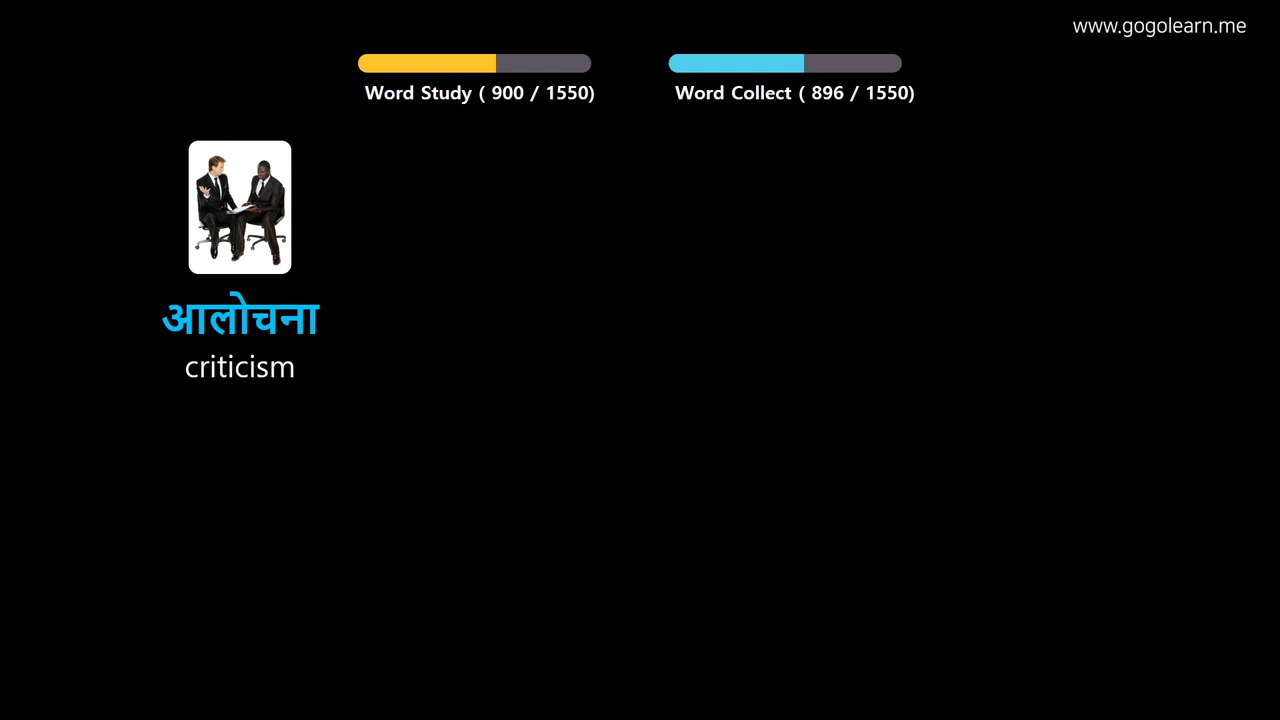 www.gogolearn.me
Word Study ( 900 / 1550)
Word Collect ( 896 / 1550)
आलोचना
criticism